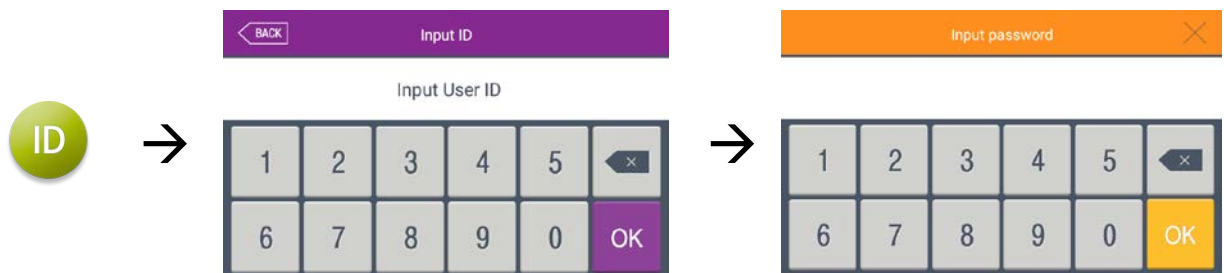 ID
BACK Input ID
Input User ID
1 2 3 4 5
6 7 8 9 0 OK
Input password
1 2 3 4 5
6 7 8 9 0 OK